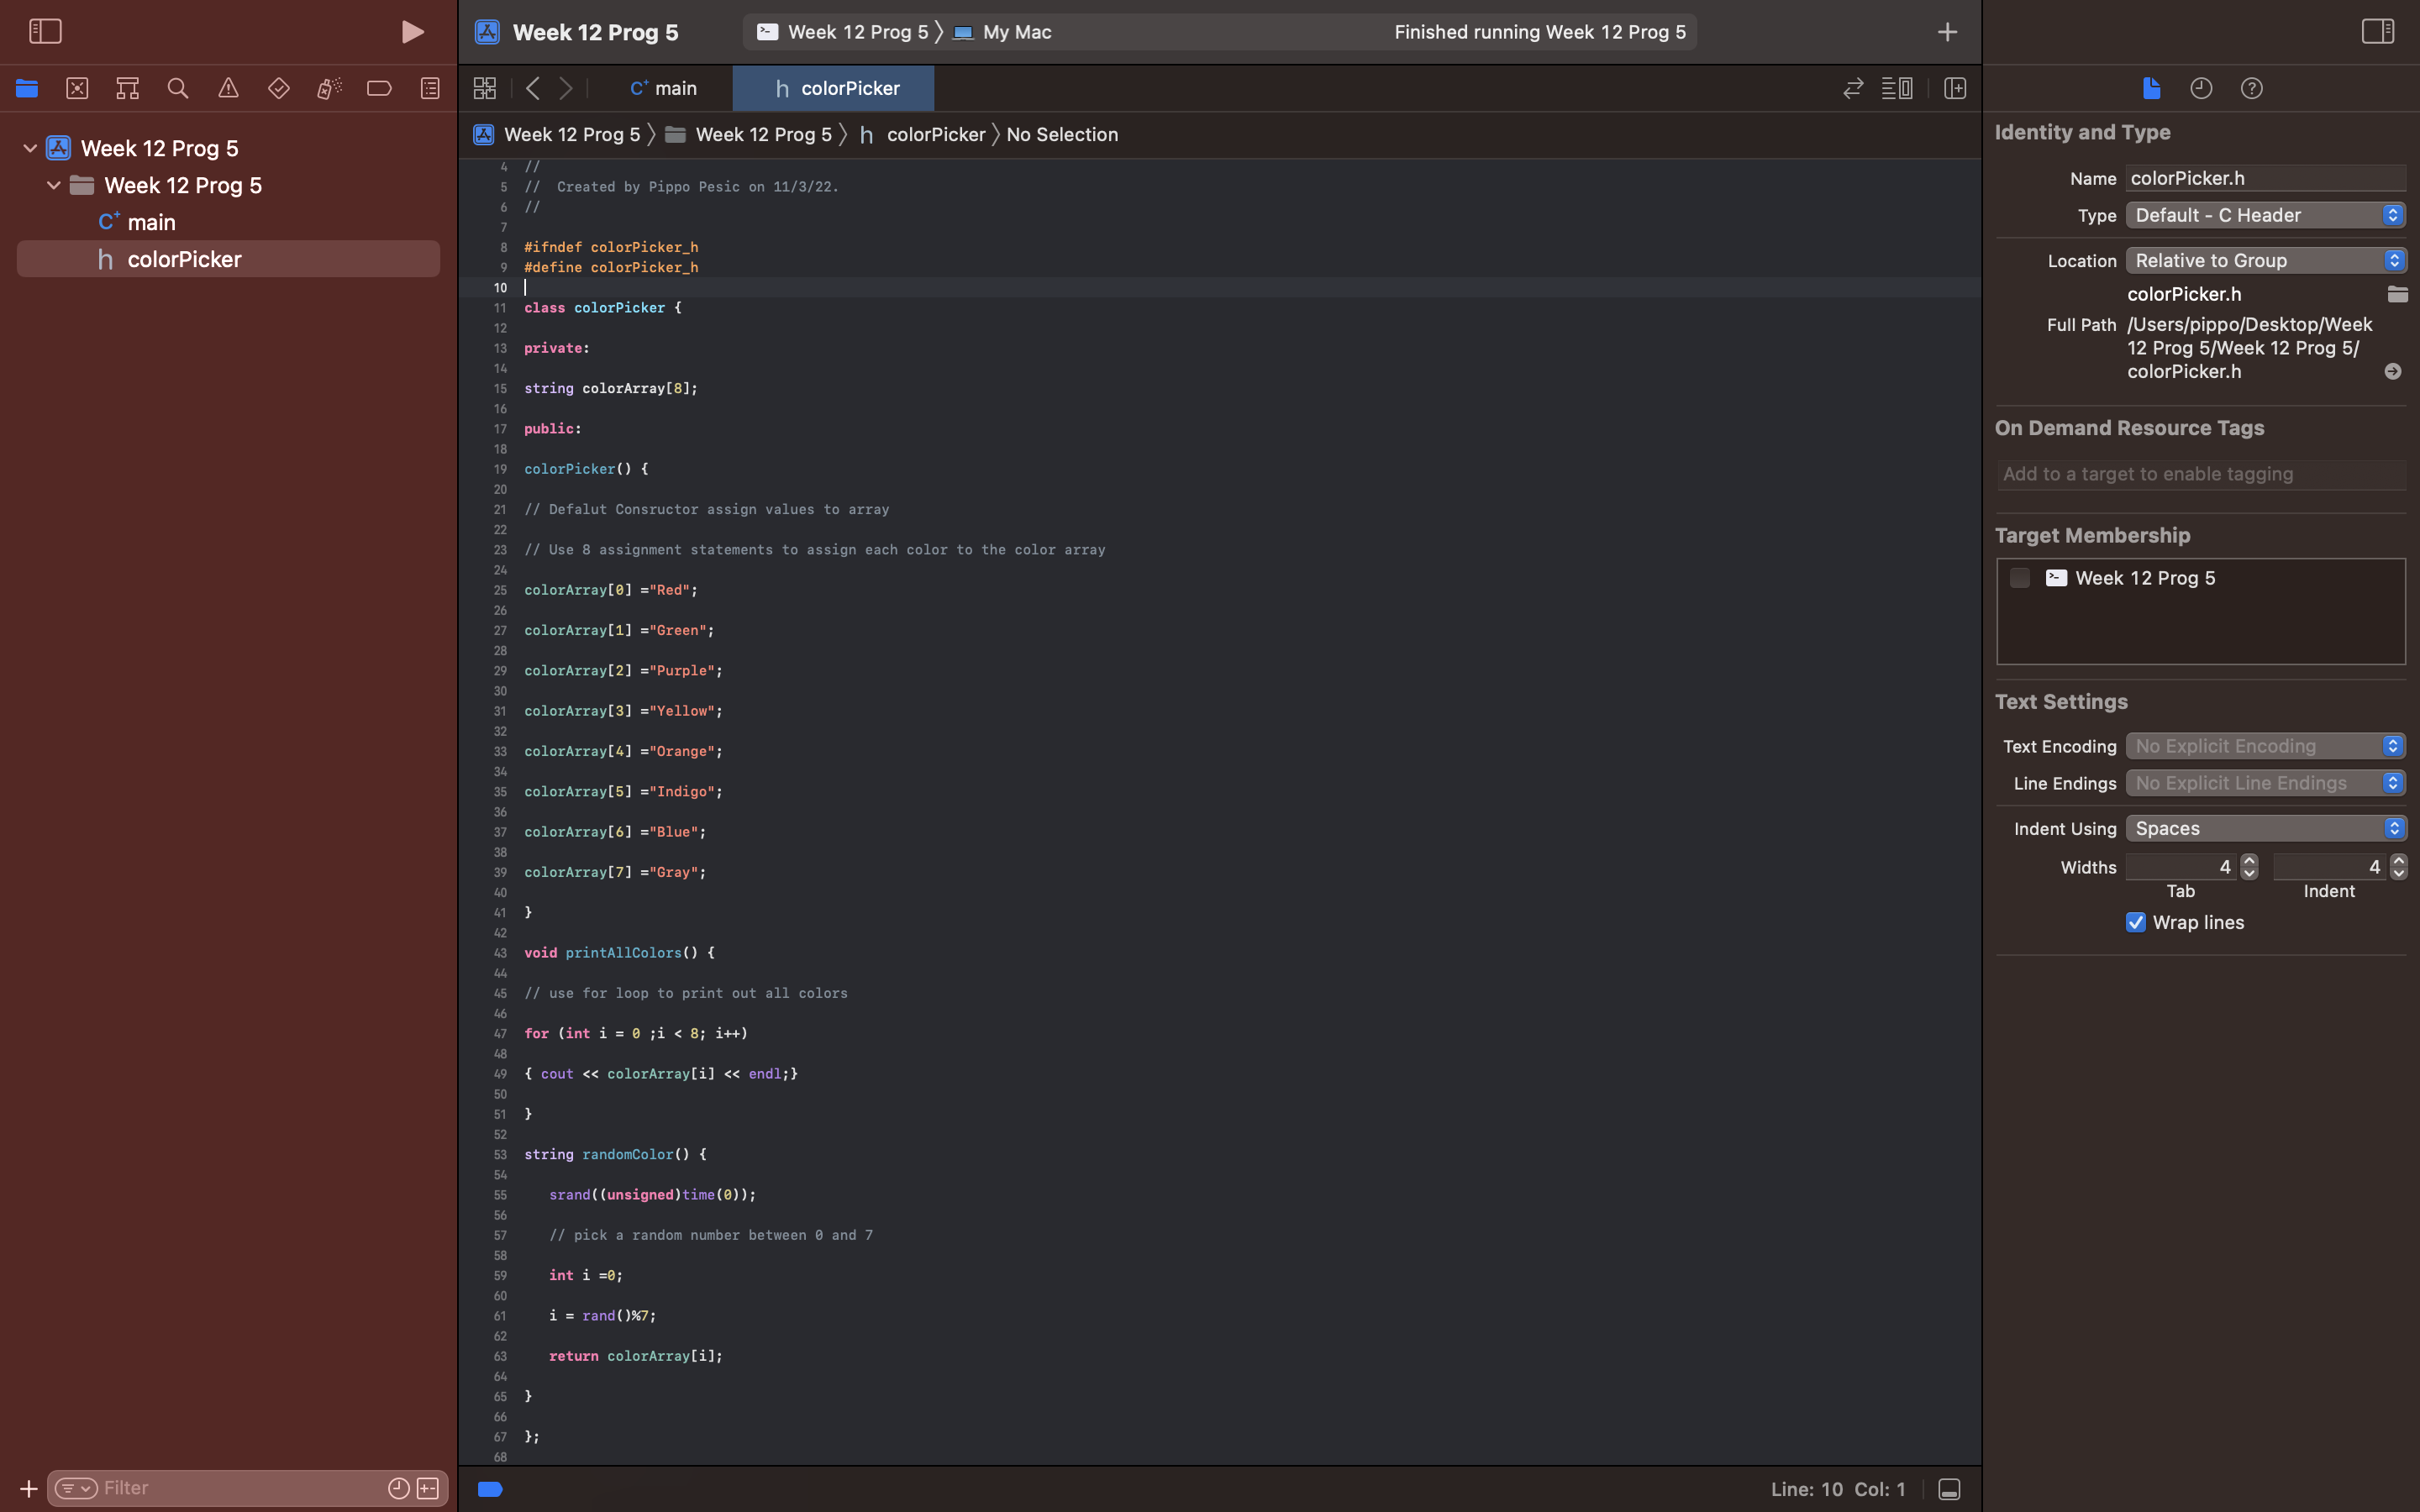 Week 12 Prog 5
Week 12 Prog 5 〉 My Mac
Finished running Week 12 Prog 5
C+ main
h colorPicker
Week 12 Prog 5 〉 Week 12 Prog 5 〉 h colorPicker 〉 No Selection
Week 12 Prog 5
Week 12 Prog 5
C+ main
h colorPicker
Filter
4 //
5 //  Created by Pippo Pesic on 11/3/22.
6 //
7
8 #ifndef colorPicker_h
9 #define colorPicker_h
10
11 class colorPicker {
12
13 private:
14
15 string colorArray[8];
16
17 public:
18
19 colorPicker() {
20
21 // Defalut Consructor assign values to array
22
23 // Use 8 assignment statements to assign each color to the color array
24
25 colorArray[0] ="Red";
26
27 colorArray[1] ="Green";
28
29 colorArray[2] ="Purple";
30
31 colorArray[3] ="Yellow";
32
33 colorArray[4] ="Orange";
34
35 colorArray[5] ="Indigo";
36
37 colorArray[6] ="Blue";
38
39 colorArray[7] ="Gray";
40
41 }
42
43 void printAllColors() {
44
45 // use for loop to print out all colors
46
47 for (int i = 0 ;i < 8; i++)
48
49 { cout << colorArray[i] << endl;}
50
51 }
52
53 string randomColor() {
54
55    srand((unsigned)time(0));
56
57    // pick a random number between 0 and 7
58
59    int i =0;
60
61    i = rand()%7;
62
63    return colorArray[i];
64
65 }
66
67 };
68
Line: 10  Col: 1
Identity and Type
Name colorPicker.h
Type Default - C Header
Location Relative to Group
colorPicker.h
Full Path /Users/pippo/Desktop/Week
12 Prog 5/Week 12 Prog 5/
colorPicker.h
On Demand Resource Tags
Add to a target to enable tagging
Target Membership
Week 12 Prog 5
Text Settings
Text Encoding No Explicit Encoding
Line Endings No Explicit Line Endings
Indent Using Spaces
Widths 4 4
Tab Indent
Wrap lines